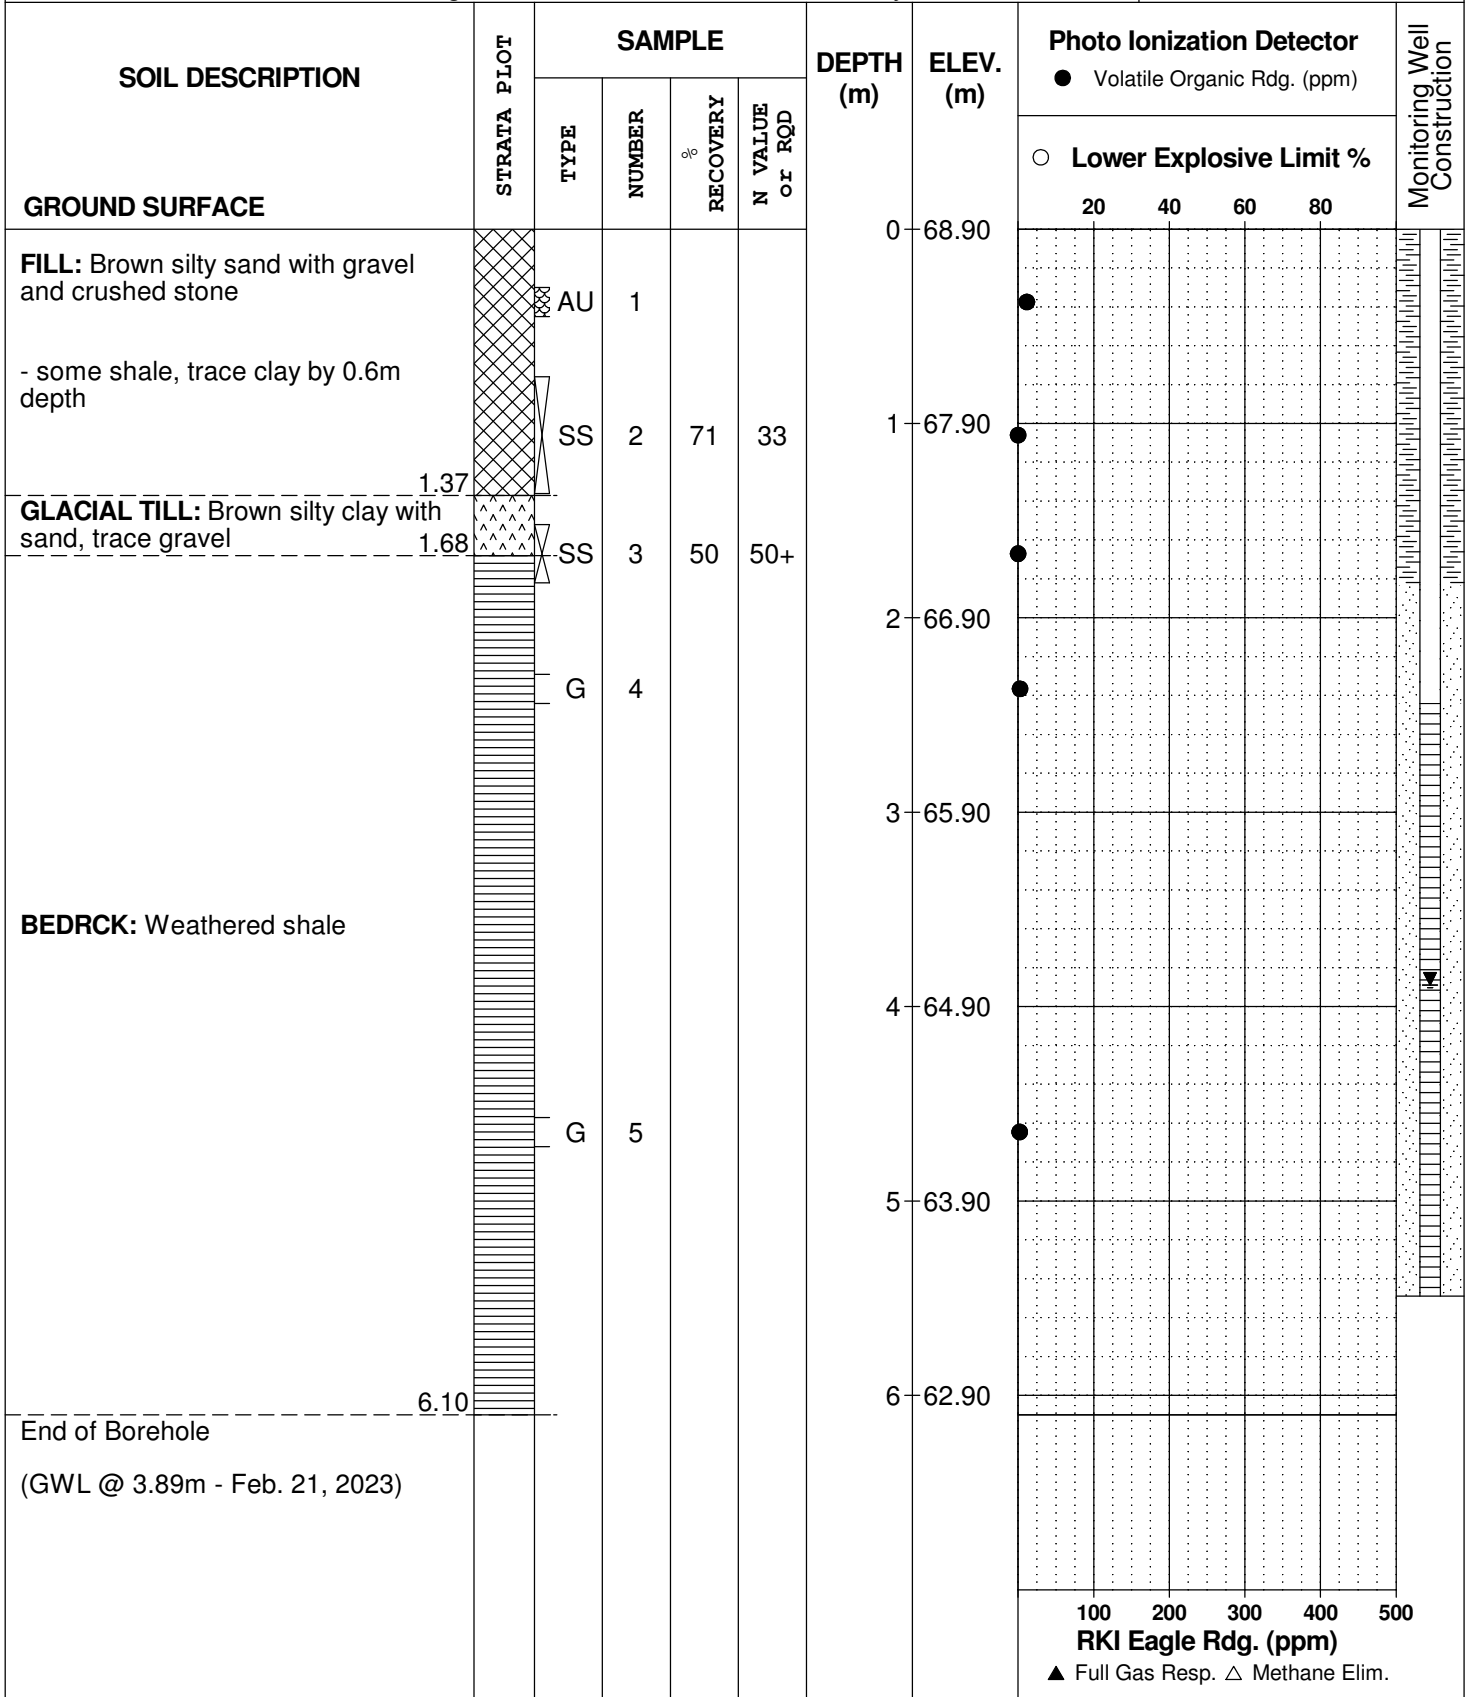 SOIL DESCRIPTION
GROUND SURFACE
STRATA PLOT
SAMPLE
TYPE
NUMBER
%
RECOVERY
N VALUE
or RQD
DEPTH
(m)
ELEV.
(m)
Photo Ionization Detector
● Volatile Organic Rdg. (ppm)
○ Lower Explosive Limit %
20 40 60 80
Monitoring Well
Construction
0 68.90
FILL: Brown silty sand with gravel
and crushed stone
AU 1
- some shale, trace clay by 0.6m
depth
1 67.90
SS 2 71 33
1.37
GLACIAL TILL: Brown silty clay with
sand, trace gravel 1.68
SS 3 50 50+
2 66.90
G 4
3 65.90
BEDRCK: Weathered shale
4 64.90
G 5
5 63.90
6 62.90
6.10
End of Borehole
(GWL @ 3.89m - Feb. 21, 2023)
100 200 300 400 500
RKI Eagle Rdg. (ppm)
▲ Full Gas Resp. △ Methane Elim.